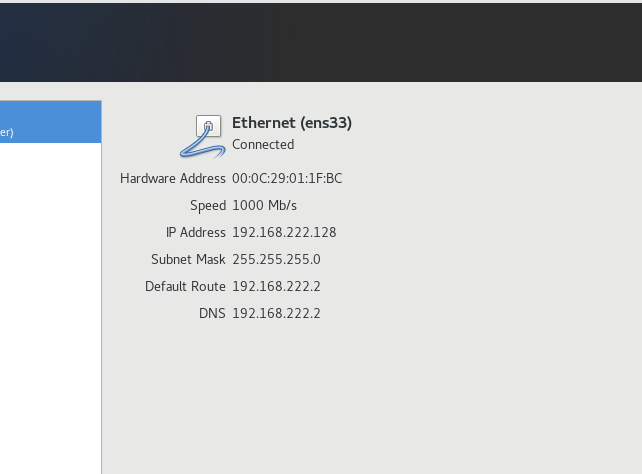 er)
Ethernet (ens33)
Connected
Hardware Address 00:0C:29:01:1F:BC
Speed 1000 Mb/s
IP Address 192.168.222.128
Subnet Mask 255.255.255.0
Default Route 192.168.222.2
DNS 192.168.222.2